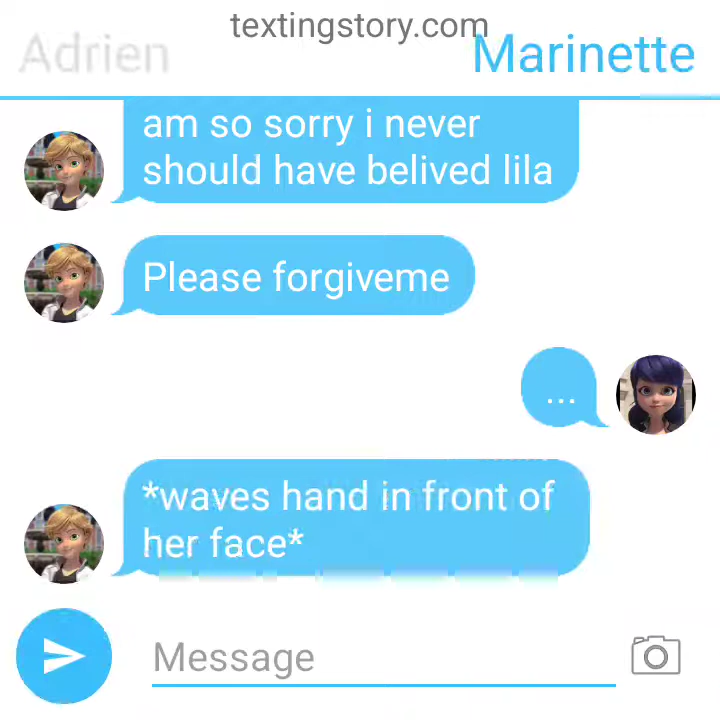 textingstory.com
Adrien
Marinette
am so sorry i never
should have belived lila
Please forgiveme
...
*waves hand in front of
her face*
Message